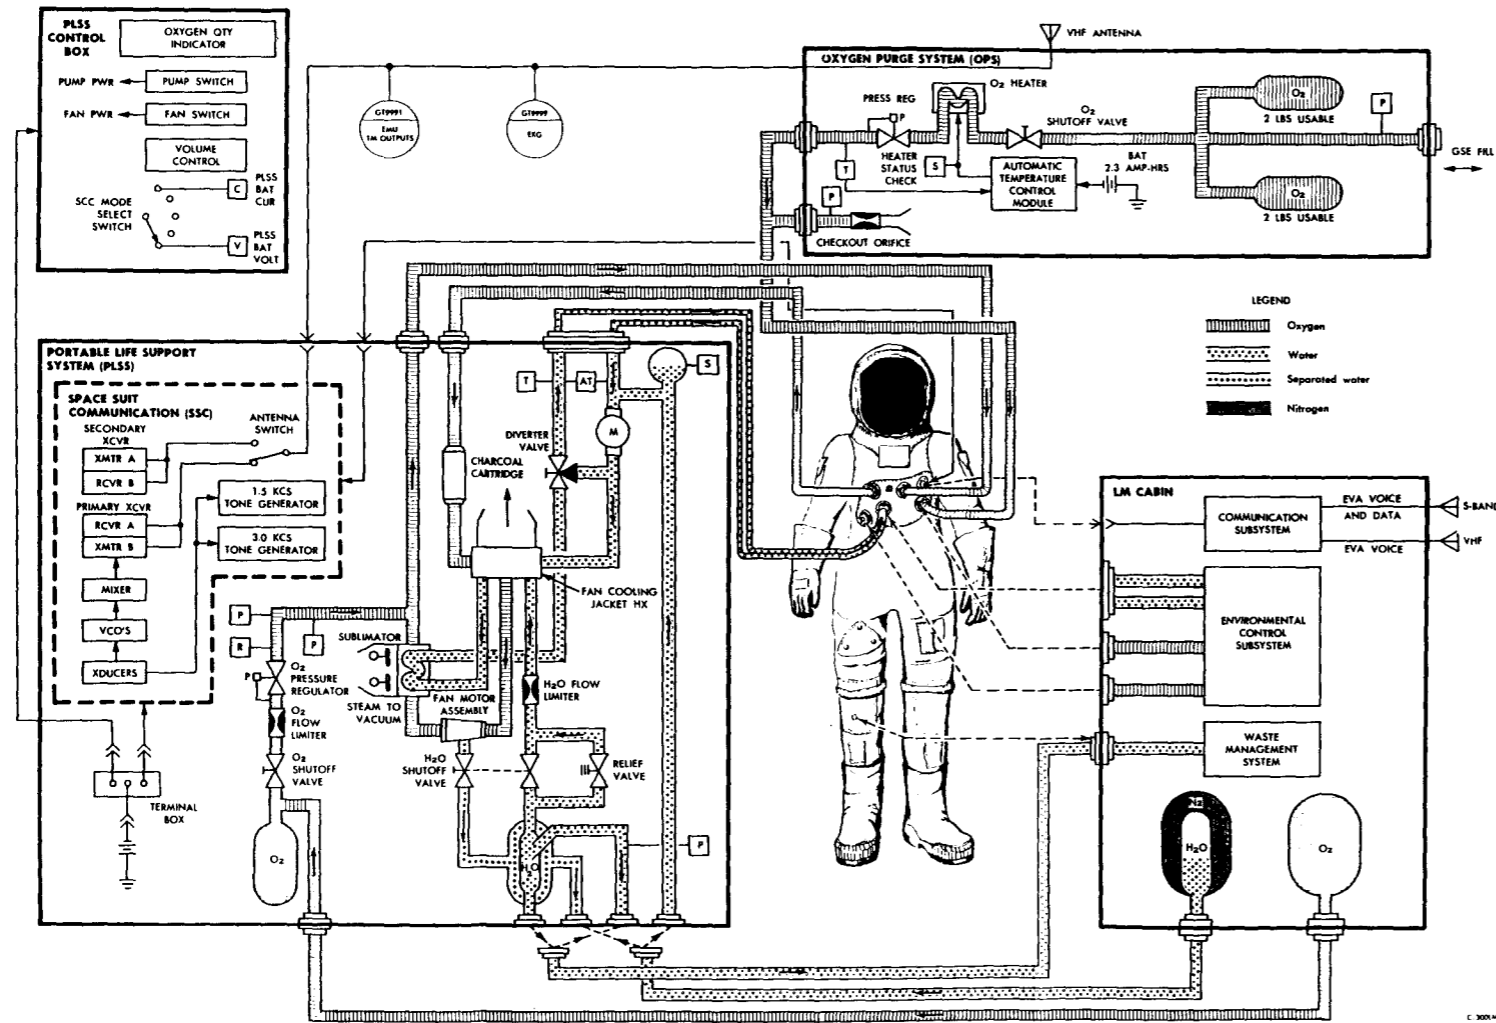 PLSS
CONTROL
BOX
OXYGEN QTY
INDICATOR
PUMP PWR
PUMP SWITCH
FAN PWR
FAN SWITCH
VOLUME
CONTROL
SCC MODE
SELECT
SWITCH
C
PLSS
BAT
CUR
V
PLSS
BAT
VOLT
GT9991
EMU
TM OUTPUTS
GT9999
EKG
VHF ANTENNA
OXYGEN PURGE SYSTEM (OPS)
PRESS REG
P
O2 HEATER
O2
SHUTOFF VALVE
O2
2 LBS USABLE
P
GSE FILL
T
HEATER
STATUS
CHECK
S
AUTOMATIC
TEMPERATURE
CONTROL
MODULE
BAT
2.3 AMP-HRS
O2
2 LBS USABLE
P
CHECKOUT ORIFICE
LEGEND
Oxygen
Water
Separated water
Nitrogen
PORTABLE LIFE SUPPORT
SYSTEM (PLSS)
SPACE SUIT
COMMUNICATION (SSC)
SECONDARY
XCVR
XMTR A
RCVR B
ANTENNA
SWITCH
PRIMARY XCVR
RCVR A
XMTR B
1.5 KCS
TONE GENERATOR
3.0 KCS
TONE GENERATOR
MIXER
VCO'S
XDUCERS
TERMINAL
BOX
P
R
P
P
O2
PRESSURE
REGULATOR
O2
FLOW
LIMITER
O2
SHUTOFF
VALVE
O2
SUBLIMATOR
STEAM TO
VACUUM
CHARCOAL
CARTRIDGE
DIVERTER
VALVE
T
AT
M
S
FAN COOLING
JACKET HX
FAN MOTOR
ASSEMBLY
H2O FLOW
LIMITER
H2O
SHUTOFF
VALVE
RELIEF
VALVE
H2O
P
LM CABIN
COMMUNICATION
SUBSYSTEM
EVA VOICE
AND DATA
S-BAND
EVA VOICE
VHF
ENVIRONMENTAL
CONTROL
SUBSYSTEM
WASTE
MANAGEMENT
SYSTEM
N2
H2O
O2